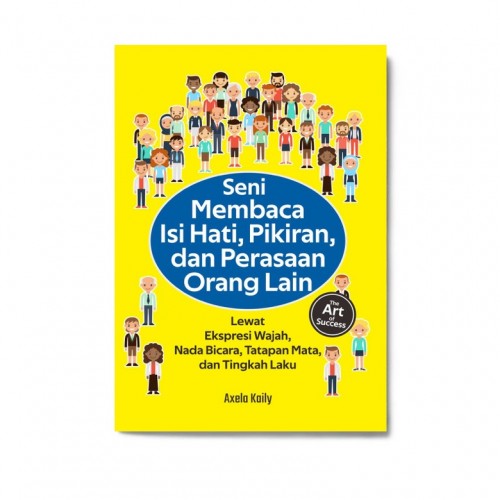 Seni
Membaca
Isi Hati, Pikiran,
dan Perasaan
Orang Lain
The
Art
of
Success
Lewat
Ekspresi Wajah,
Nada Bicara, Tatapan Mata,
dan Tingkah Laku
Axela Kaily